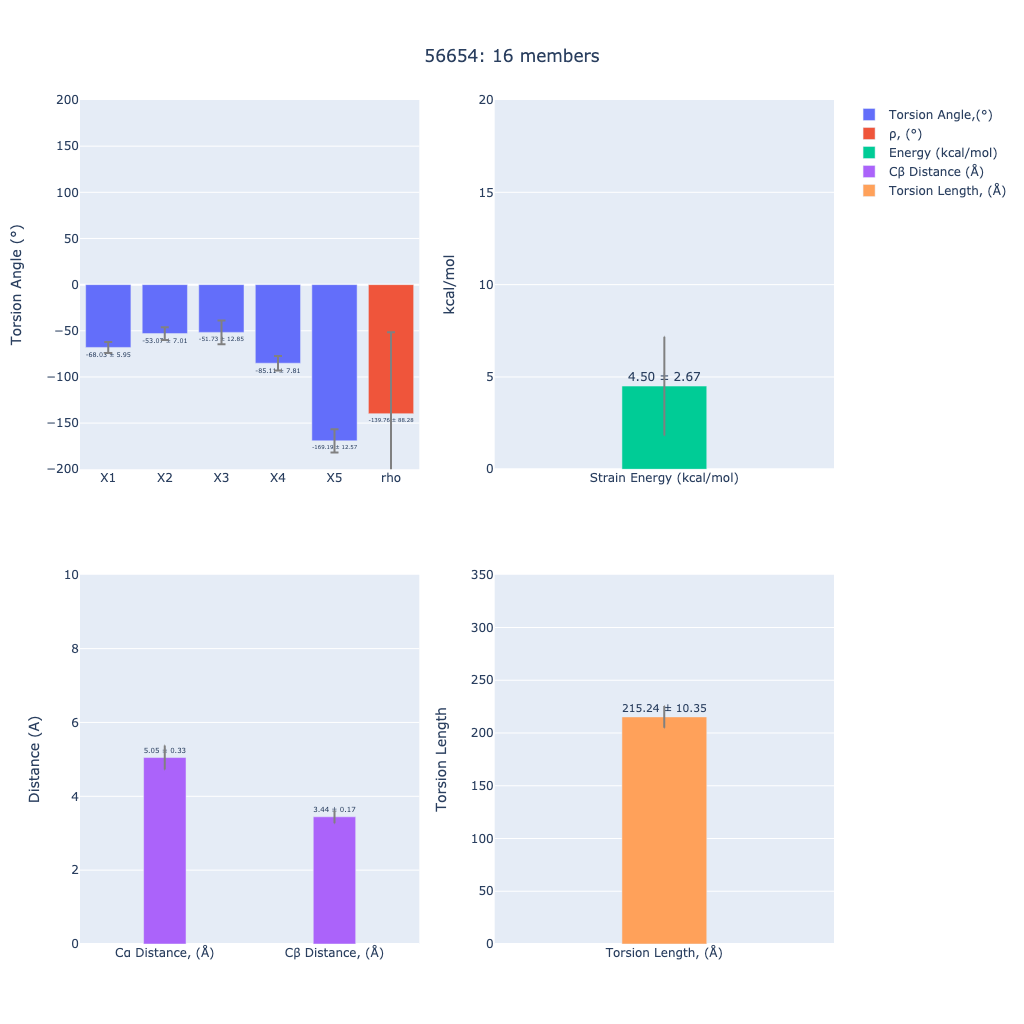 56654: 16 members
Torsion Angle (°)
200
150
100
50
0
−50
−100
−150
−200
-68.03 ± 5.95
-53.07 ± 7.01
-51.73 ± 12.85
-85.11 ± 7.81
-169.19 ± 12.57
-139.76 ± 88.28
X1
X2
X3
X4
X5
rho
kcal/mol
20
15
10
5
0
4.50 ± 2.67
Strain Energy (kcal/mol)
Torsion Angle,(°)
ρ, (°)
Energy (kcal/mol)
Cβ Distance (Å)
Torsion Length, (Å)
Distance (A)
10
8
6
4
2
0
5.05 ± 0.33
3.44 ± 0.17
Cα Distance, (Å)
Cβ Distance, (Å)
Torsion Length
350
300
250
200
150
100
50
0
215.24 ± 10.35
Torsion Length, (Å)